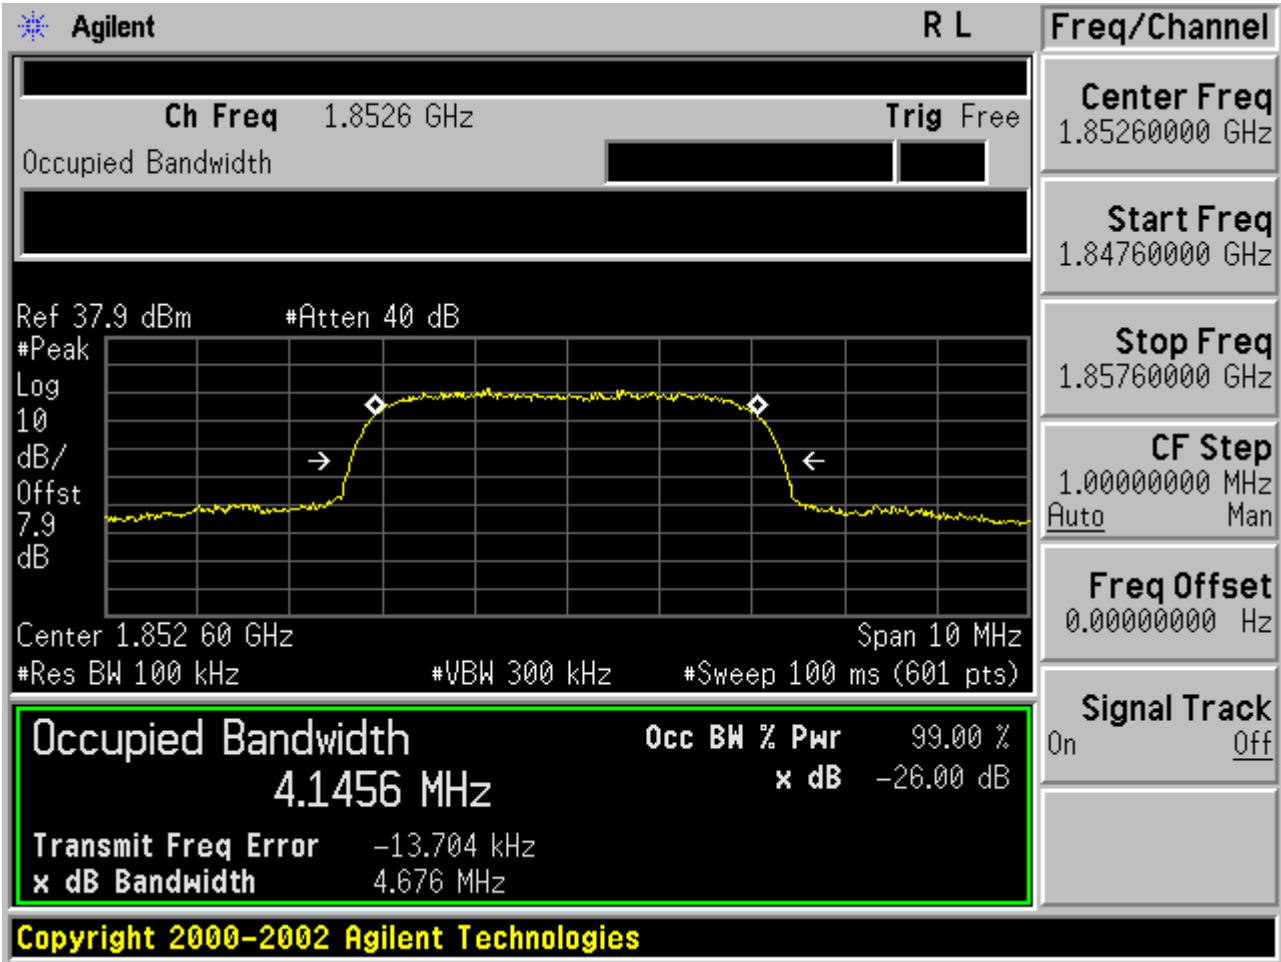 Agilent R L
Ch Freq 1.8526 GHz Trig Free
Occupied Bandwidth
Ref 37.9 dBm #Atten 40 dB
#Peak
Log
10
dB/
Offst
7.9
dB
Center 1.852 60 GHz Span 10 MHz
#Res BW 100 kHz #VBW 300 kHz #Sweep 100 ms (601 pts)
Occupied Bandwidth Occ BW % Pwr 99.00 %
4.1456 MHz x dB -26.00 dB
Transmit Freq Error -13.704 kHz
x dB Bandwidth 4.676 MHz
Copyright 2000-2002 Agilent Technologies
Freq/Channel
Center Freq
1.85260000 GHz
Start Freq
1.84760000 GHz
Stop Freq
1.85760000 GHz
CF Step
1.00000000 MHz
Auto Man
Freq Offset
0.00000000 Hz
Signal Track
On Off